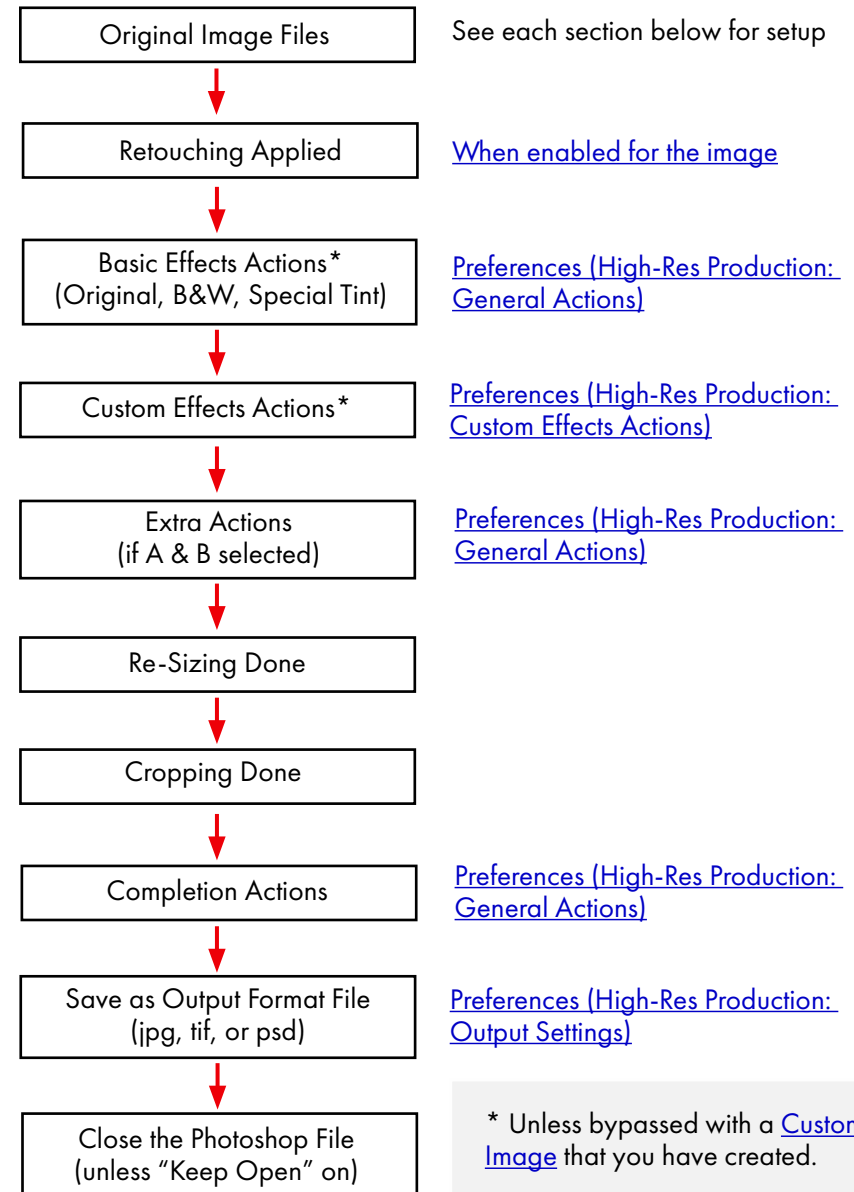 Original Image Files
See each section below for setup
Retouching Applied
When enabled for the image
Basic Effects Actions*
(Original, B&W, Special Tint)
Preferences (High-Res Production:
General Actions)
Custom Effects Actions*
Preferences (High-Res Production:
Custom Effects Actions)
Extra Actions
(if A & B selected)
Preferences (High-Res Production:
General Actions)
Re-Sizing Done
Cropping Done
Completion Actions
Preferences (High-Res Production:
General Actions)
Save as Output Format File
(jpg, tif, or psd)
Preferences (High-Res Production:
Output Settings)
Close the Photoshop File
(unless “Keep Open” on)
* Unless bypassed with a
Image that you have created.